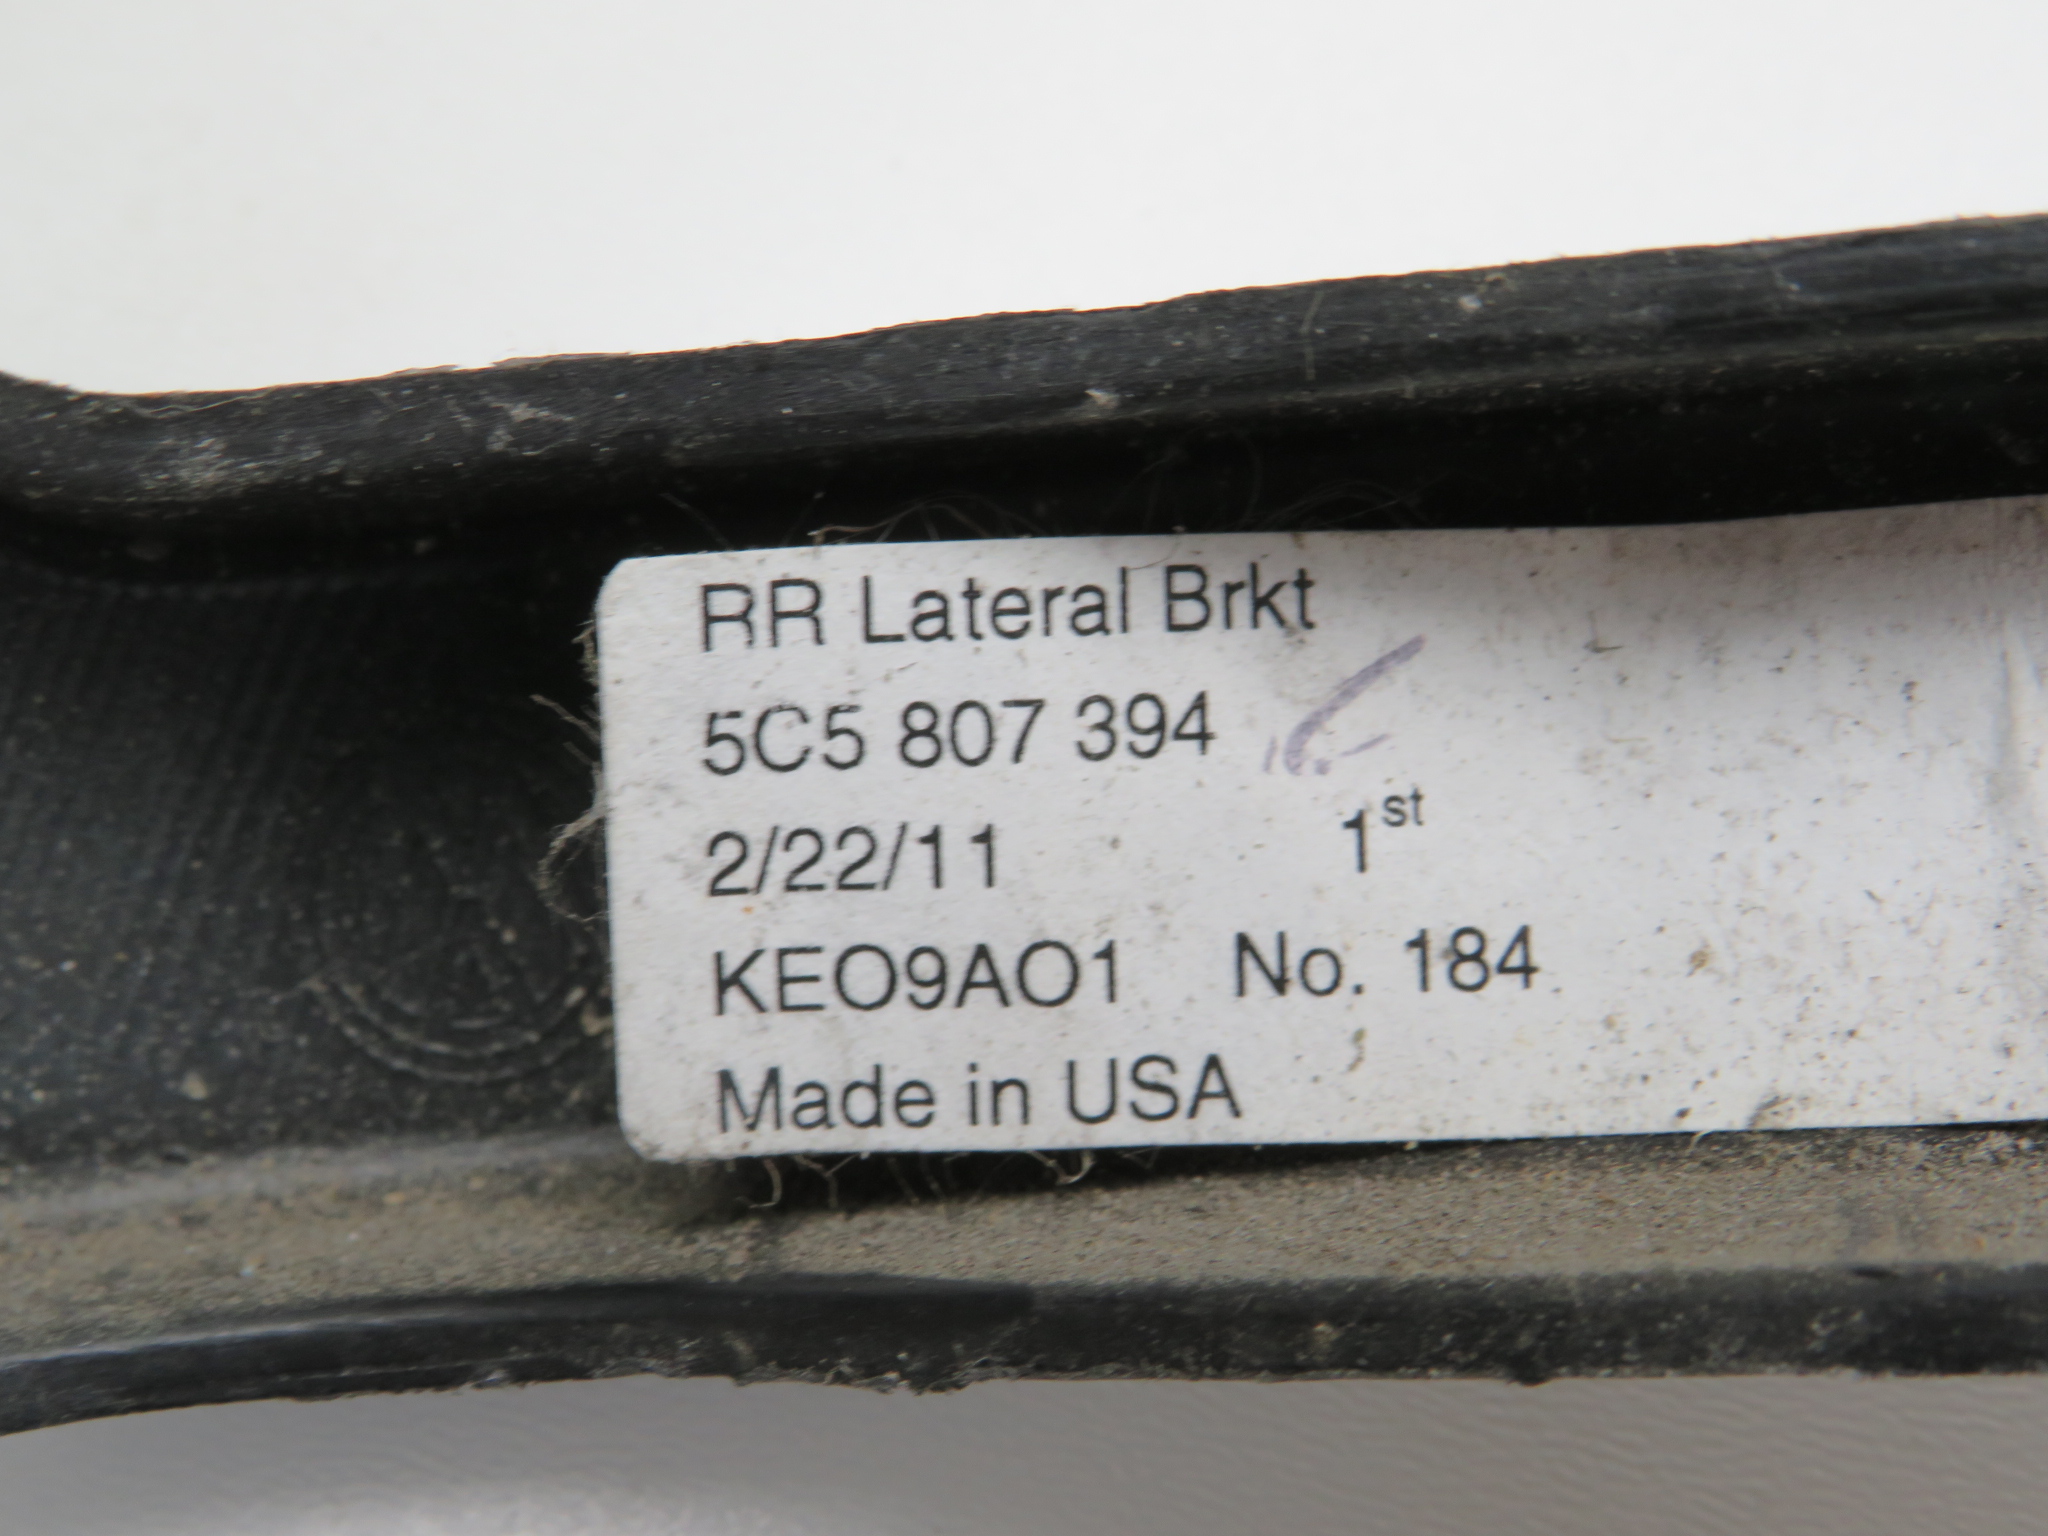 RR Lateral Brkt
5C5 807 394
2/22/11 1st
KEO9AO1 No. 184
Made in USA